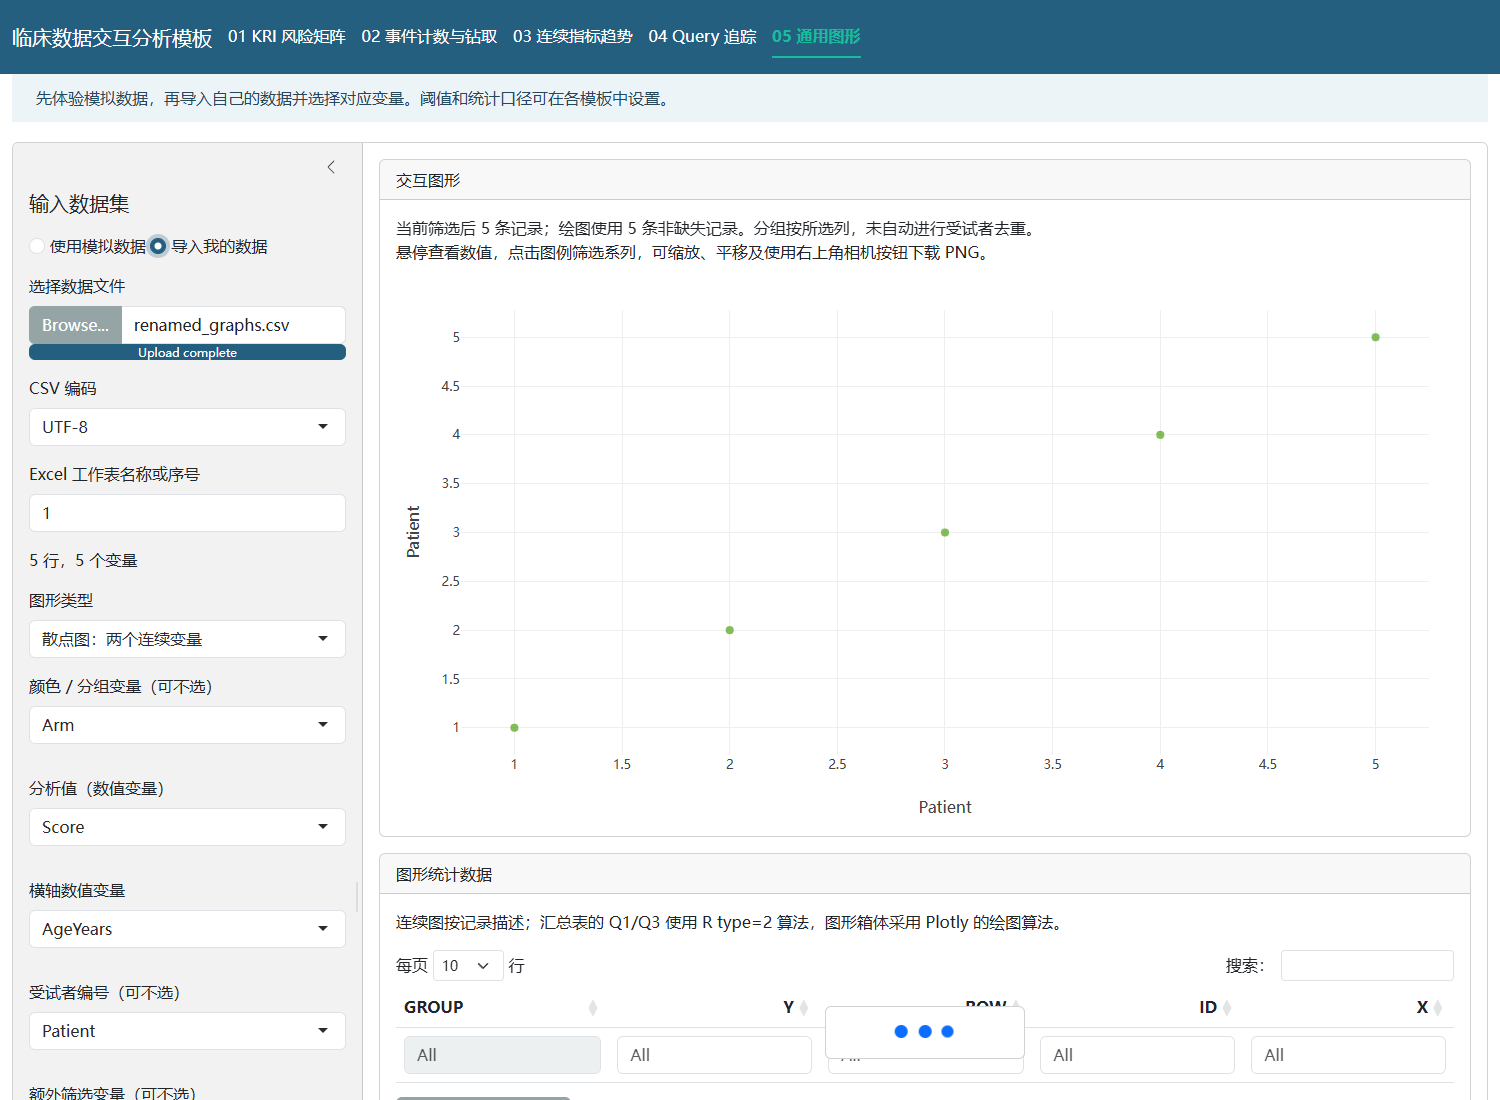 临床数据交互分析模板 01 KRI 风险矩阵 02 事件计数与钻取 03 连续指标趋势 04 Query 追踪 05 通用图形
先体验模拟数据，再导入自己的数据并选择对应变量。阈值和统计口径可在各模板中设置。
输入数据集
使用模拟数据 导入我的数据
选择数据文件
Browse... renamed_graphs.csv
Upload complete
CSV 编码
UTF-8
Excel 工作表名称或序号
1
5 行，5 个变量
图形类型
散点图：两个连续变量
颜色 / 分组变量（可不选）
Arm
分析值（数值变量）
Score
横轴数值变量
AgeYears
受试者编号（可不选）
Patient
额外筛选变量（可不选）
交互图形
当前筛选后 5 条记录；绘图使用 5 条非缺失记录。分组按所选列，未自动进行受试者去重。
悬停查看数值，点击图例筛选系列，可缩放、平移及使用右上角相机按钮下载 PNG。
5
4.5
4
3.5
3
2.5
2
1.5
1
Patient
1 1.5 2 2.5 3 3.5 4 4.5 5
Patient
图形统计数据
连续图按记录描述；汇总表的 Q1/Q3 使用 R type=2 算法，图形箱体采用 Plotly 的绘图算法。
每页 10 行 搜索：
GROUP Y ROW ID X
All All All All All